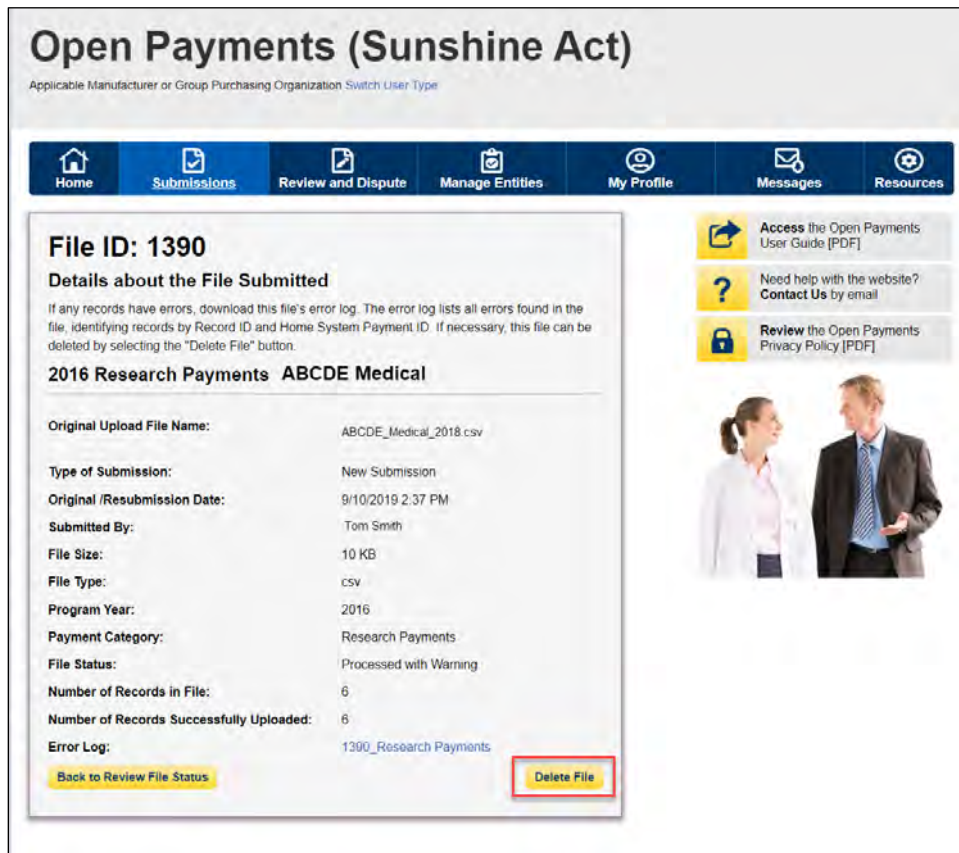 Open Payments (Sunshine Act)
Applicable Manufacturer or Group Purchasing Organization Switch User Type
Home Submissions Review and Dispute Manage Entities My Profile Messages Resources
File ID: 1390
Details about the File Submitted
If any records have errors, download this file's error log. The error log lists all errors found in the
file, identifying records by Record ID and Home System Payment ID. If necessary, this file can be
deleted by selecting the "Delete File" button.
2016 Research Payments ABCDE Medical
Original Upload File Name: ABCDE_Medical_2018.csv
Type of Submission: New Submission
Original /Resubmission Date: 9/10/2019 2:37 PM
Submitted By: Tom Smith
File Size: 10 KB
File Type: csv
Program Year: 2016
Payment Category: Research Payments
File Status: Processed with Warning
Number of Records in File: 6
Number of Records Successfully Uploaded: 6
Error Log: 1390_Research Payments
Back to Review File Status Delete File
Access the Open Payments
User Guide [PDF]
?
Need help with the website?
Contact Us by email
Review the Open Payments
Privacy Policy [PDF]